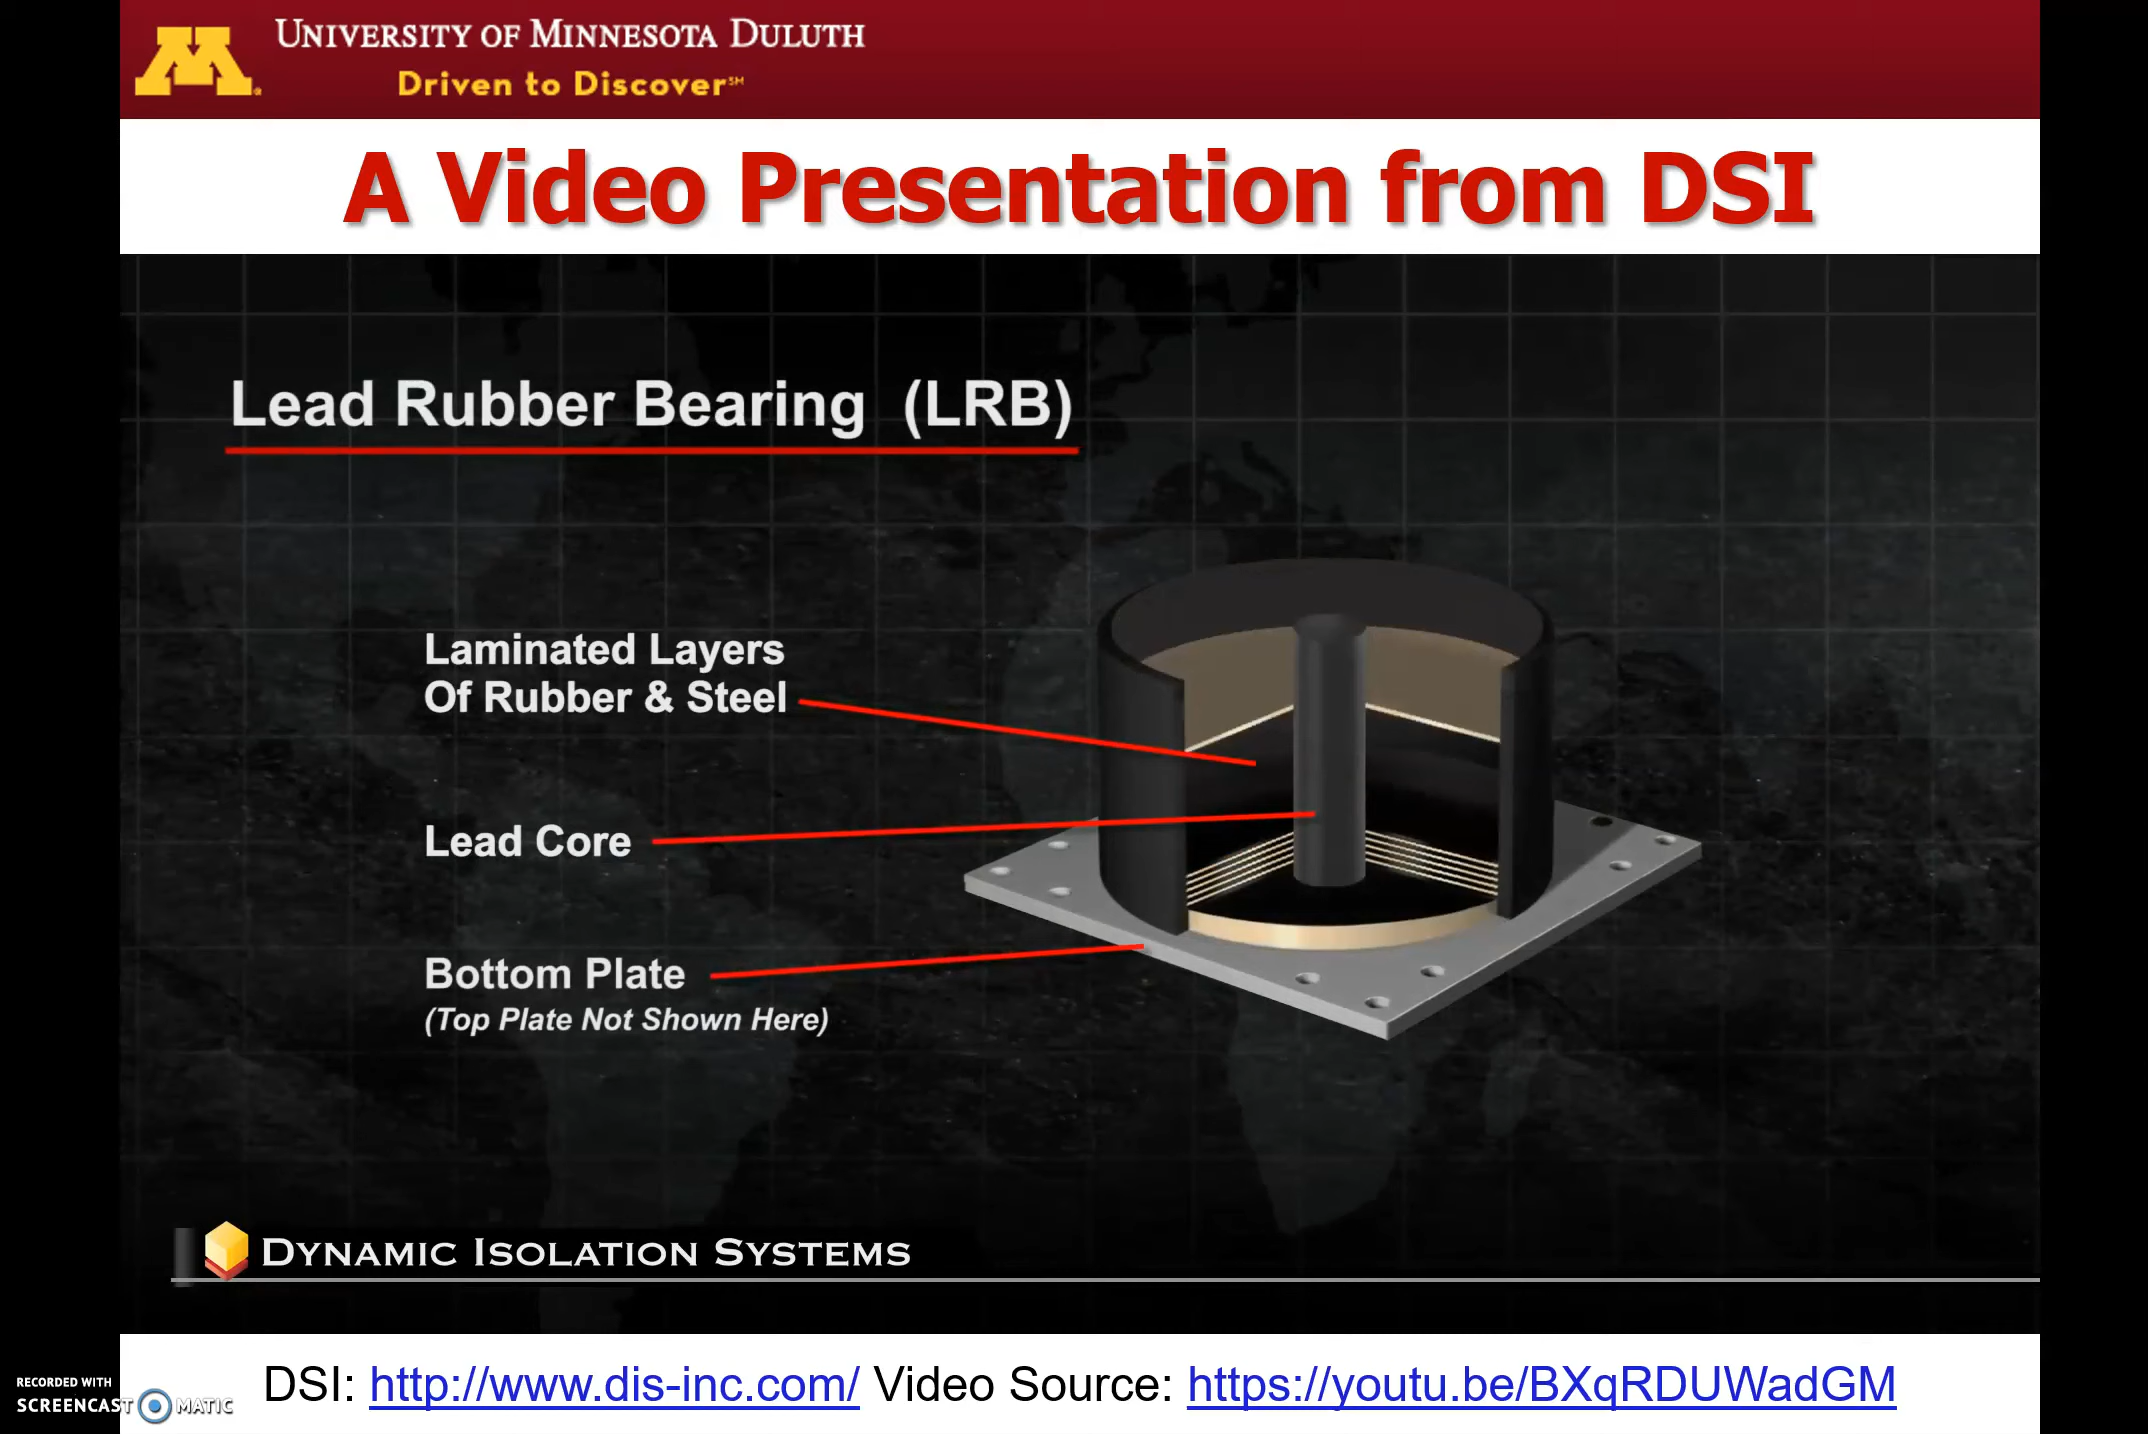 UNIVERSITY OF MINNESOTA DULUTH
Driven to Discover℠
A Video Presentation from DSI
Lead Rubber Bearing (LRB)
Laminated Layers
Of Rubber & Steel
Lead Core
Bottom Plate
(Top Plate Not Shown Here)
DYNAMIC ISOLATION SYSTEMS
DSI: http://www.dis-inc.com/ Video Source: https://youtu.be/BXqRDUWadGM
RECORDED WITH
SCREENCAST MATIC